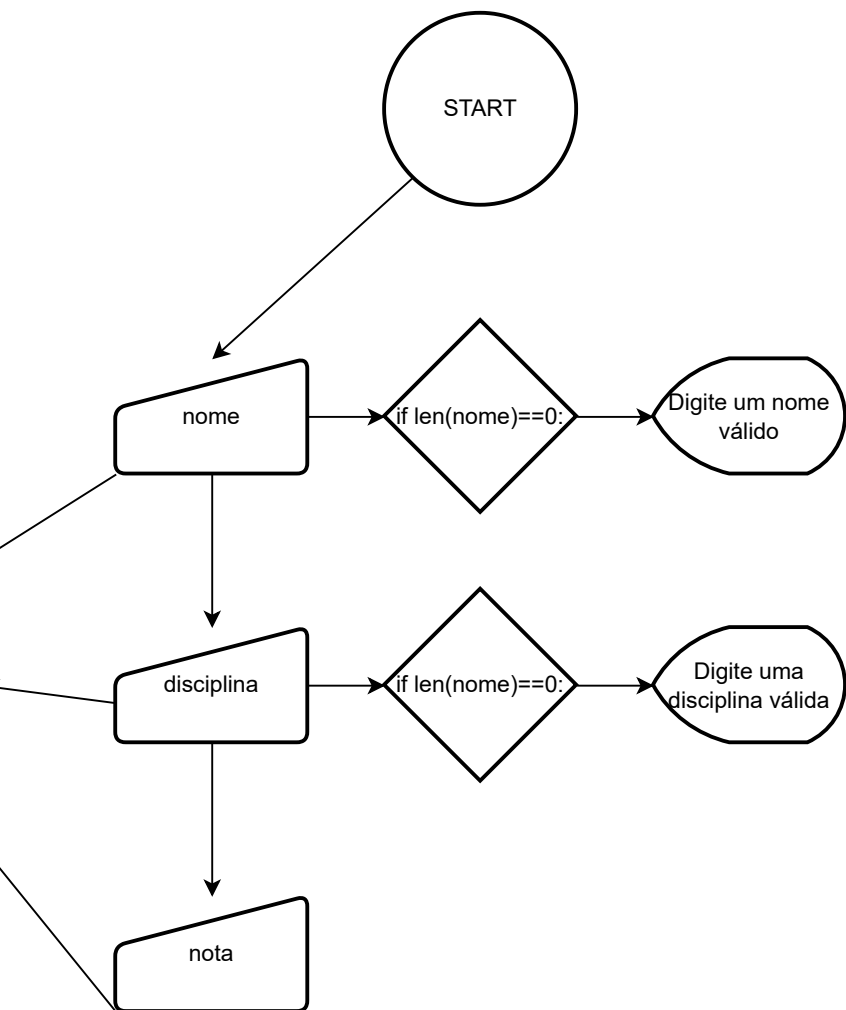 START
nome
if len(nome)==0:
Digite um nome
válido
disciplina
if len(nome)==0:
Digite uma
disciplina válida
nota